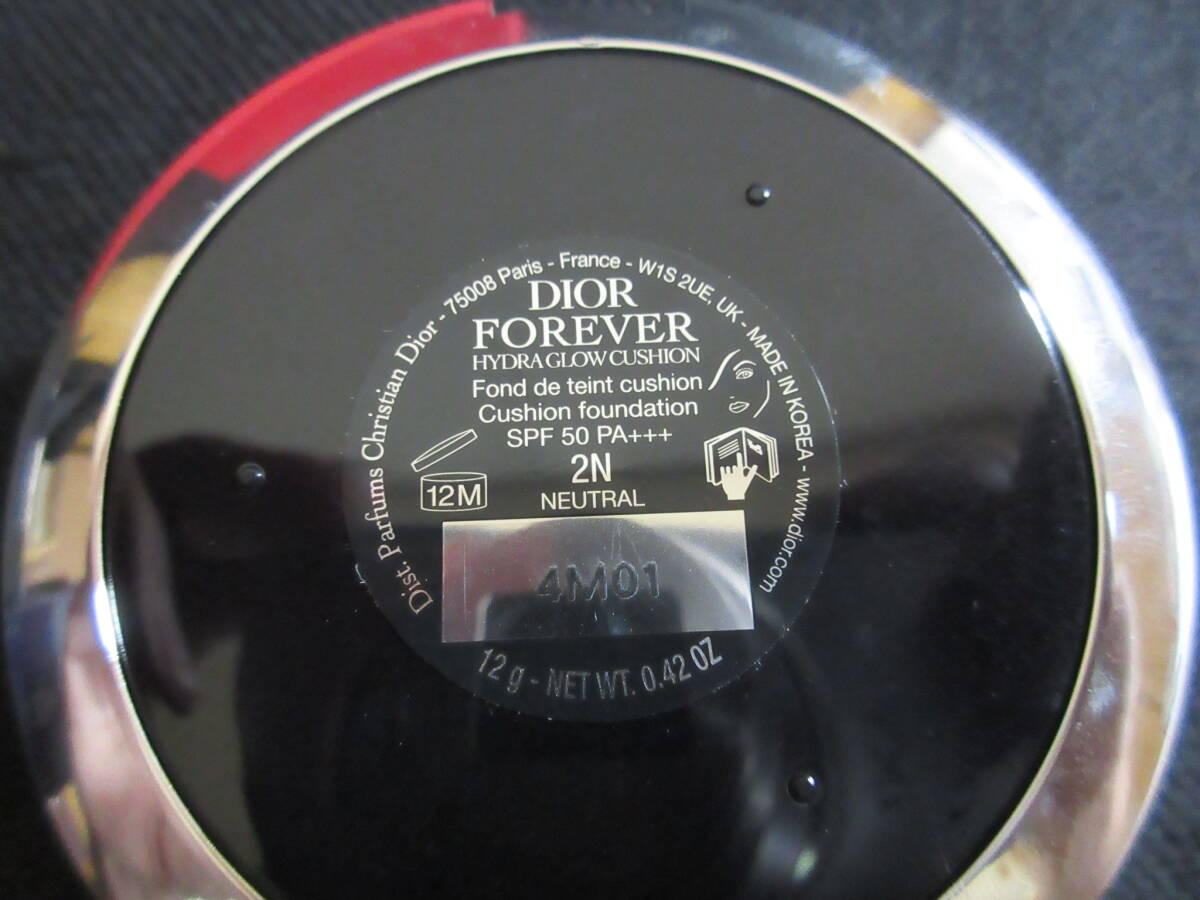 Dist. Parfums Christian Dior - 75008 Paris - France - W1S 2UE, UK - MADE IN KOREA - www.dior.com
DIOR
FOREVER
HYDRA GLOW CUSHION
Fond de teint cushion
Cushion foundation
SPF 50 PA+++
2N
NEUTRAL
12M
4M01
12 g - NET WT. 0.42 OZ